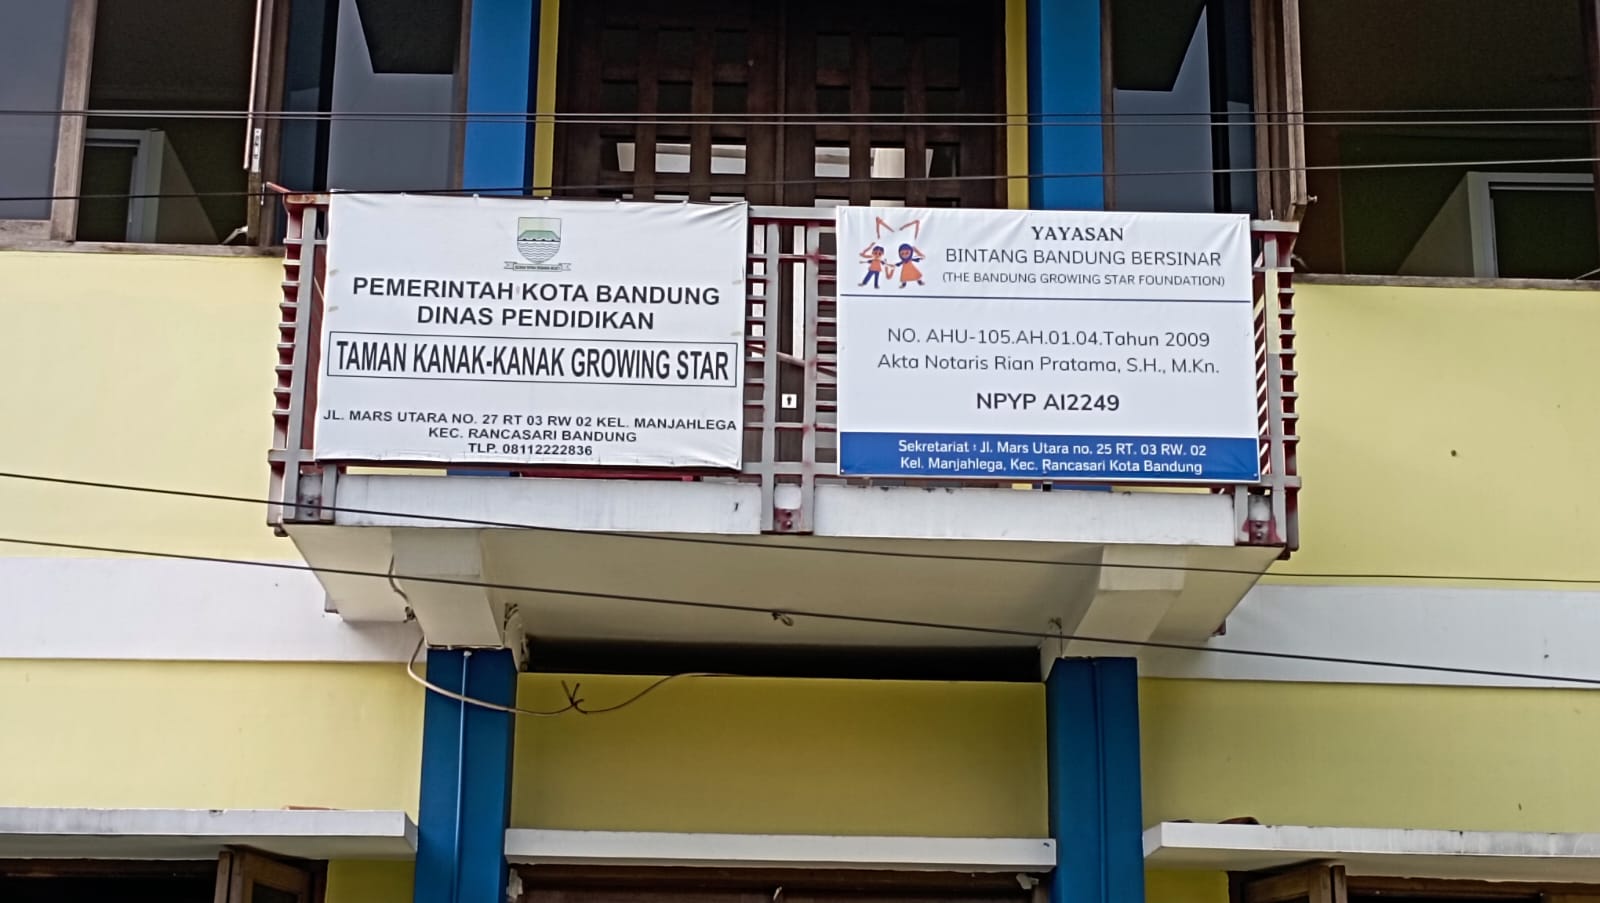 PEMERINTAH KOTA BANDUNG
DINAS PENDIDIKAN
TAMAN KANAK-KANAK GROWING STAR
JL. MARS UTARA NO. 27 RT 03 RW 02 KEL. MANJAHLEGA
KEC. RANCASARI BANDUNG
TLP. 08112222836
YAYASAN
BINTANG BANDUNG BERSINAR
(THE BANDUNG GROWING STAR FOUNDATION)
NO. AHU-105.AH.01.04.Tahun 2009
Akta Notaris Rian Pratama, S.H., M.Kn.
NPYP AI2249
Sekretariat : Jl. Mars Utara no. 25 RT. 03 RW. 02
Kel. Manjahlega, Kec. Rancasari Kota Bandung